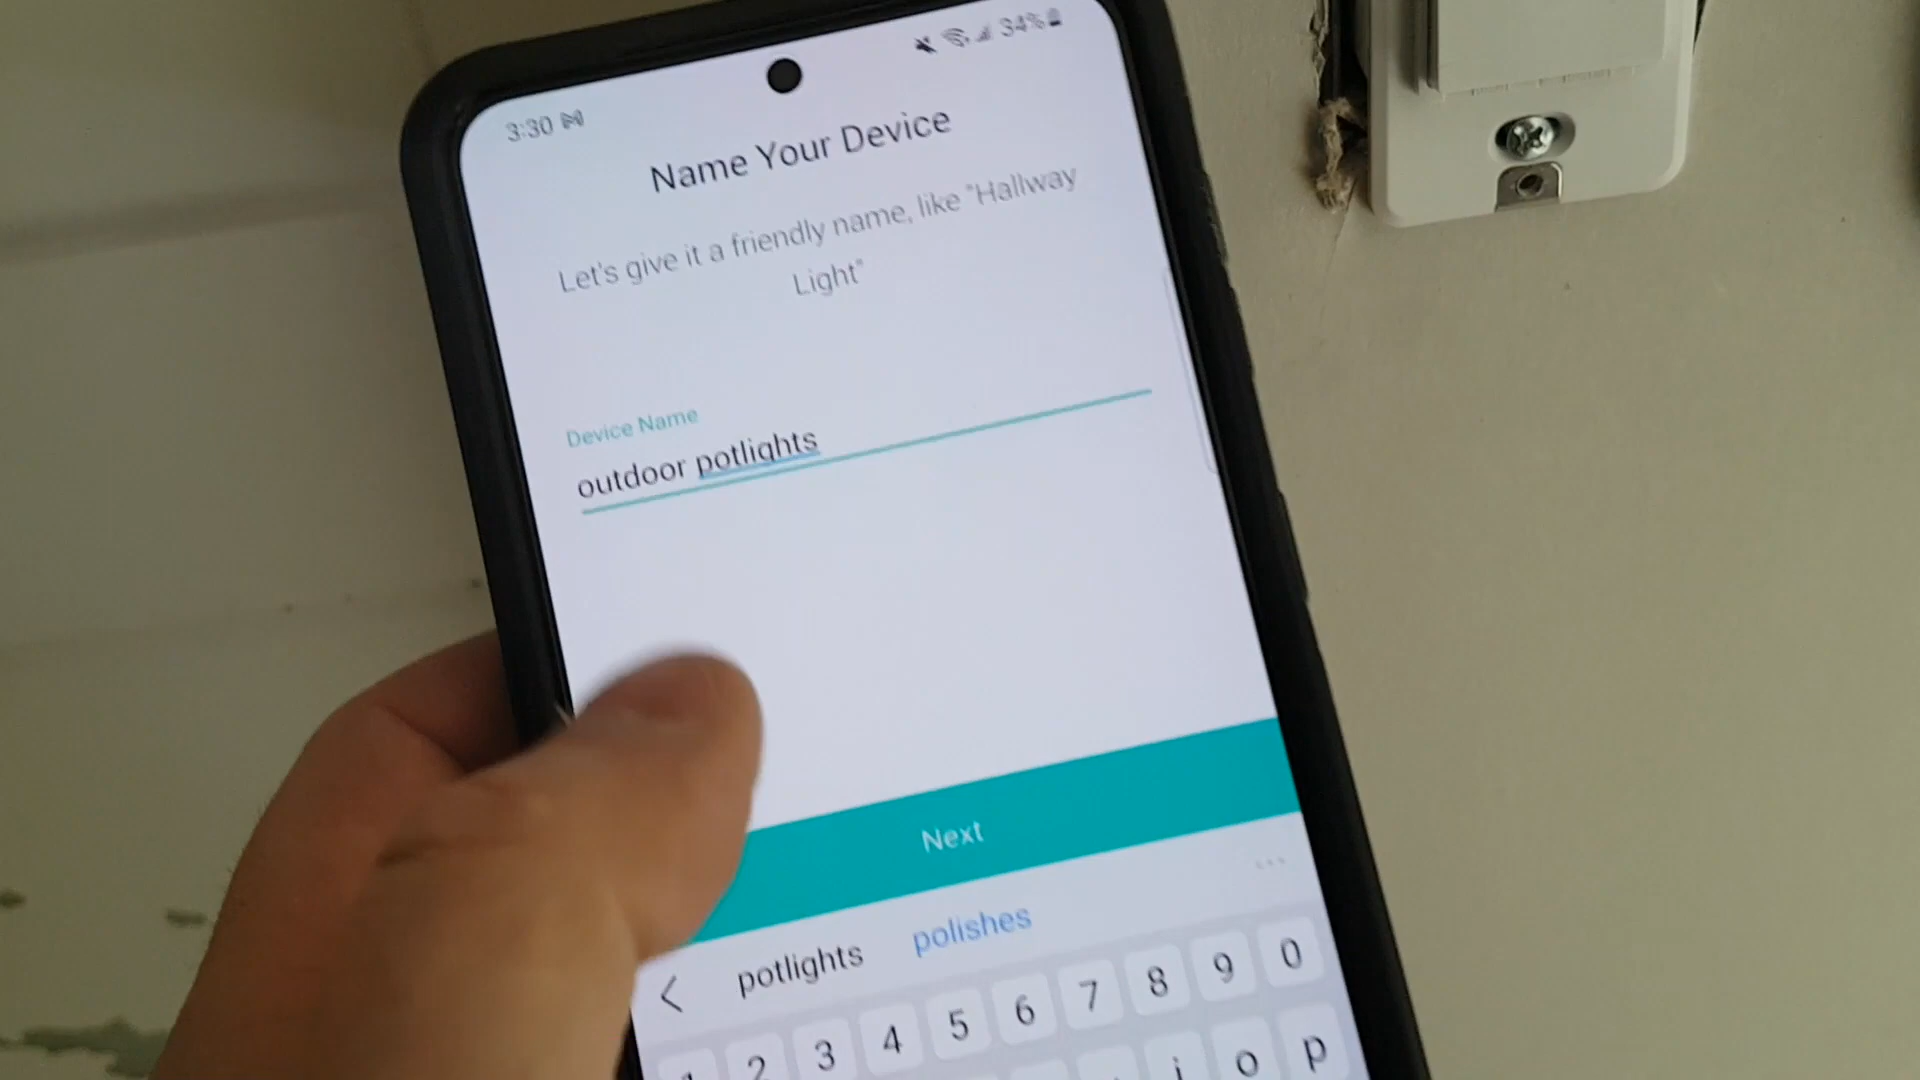 3:30 34%
Name Your Device
Let's give it a friendly name, like "Hallway
Light"
Device Name
outdoor potlights
Next
potlights polishes
1 2 3 4 5 6 7 8 9 0
i o p